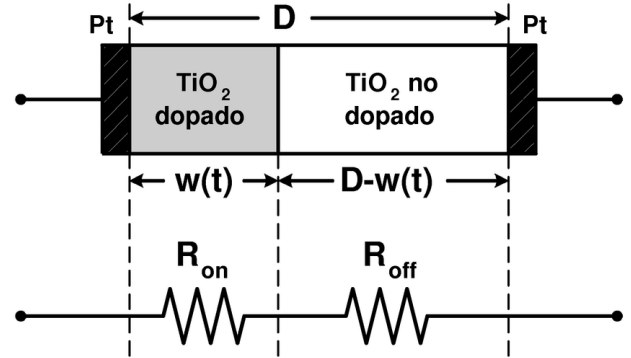 D
Pt
Pt
TiO2
dopado
TiO2 no
dopado
w(t)
D-w(t)
Ron
Roff